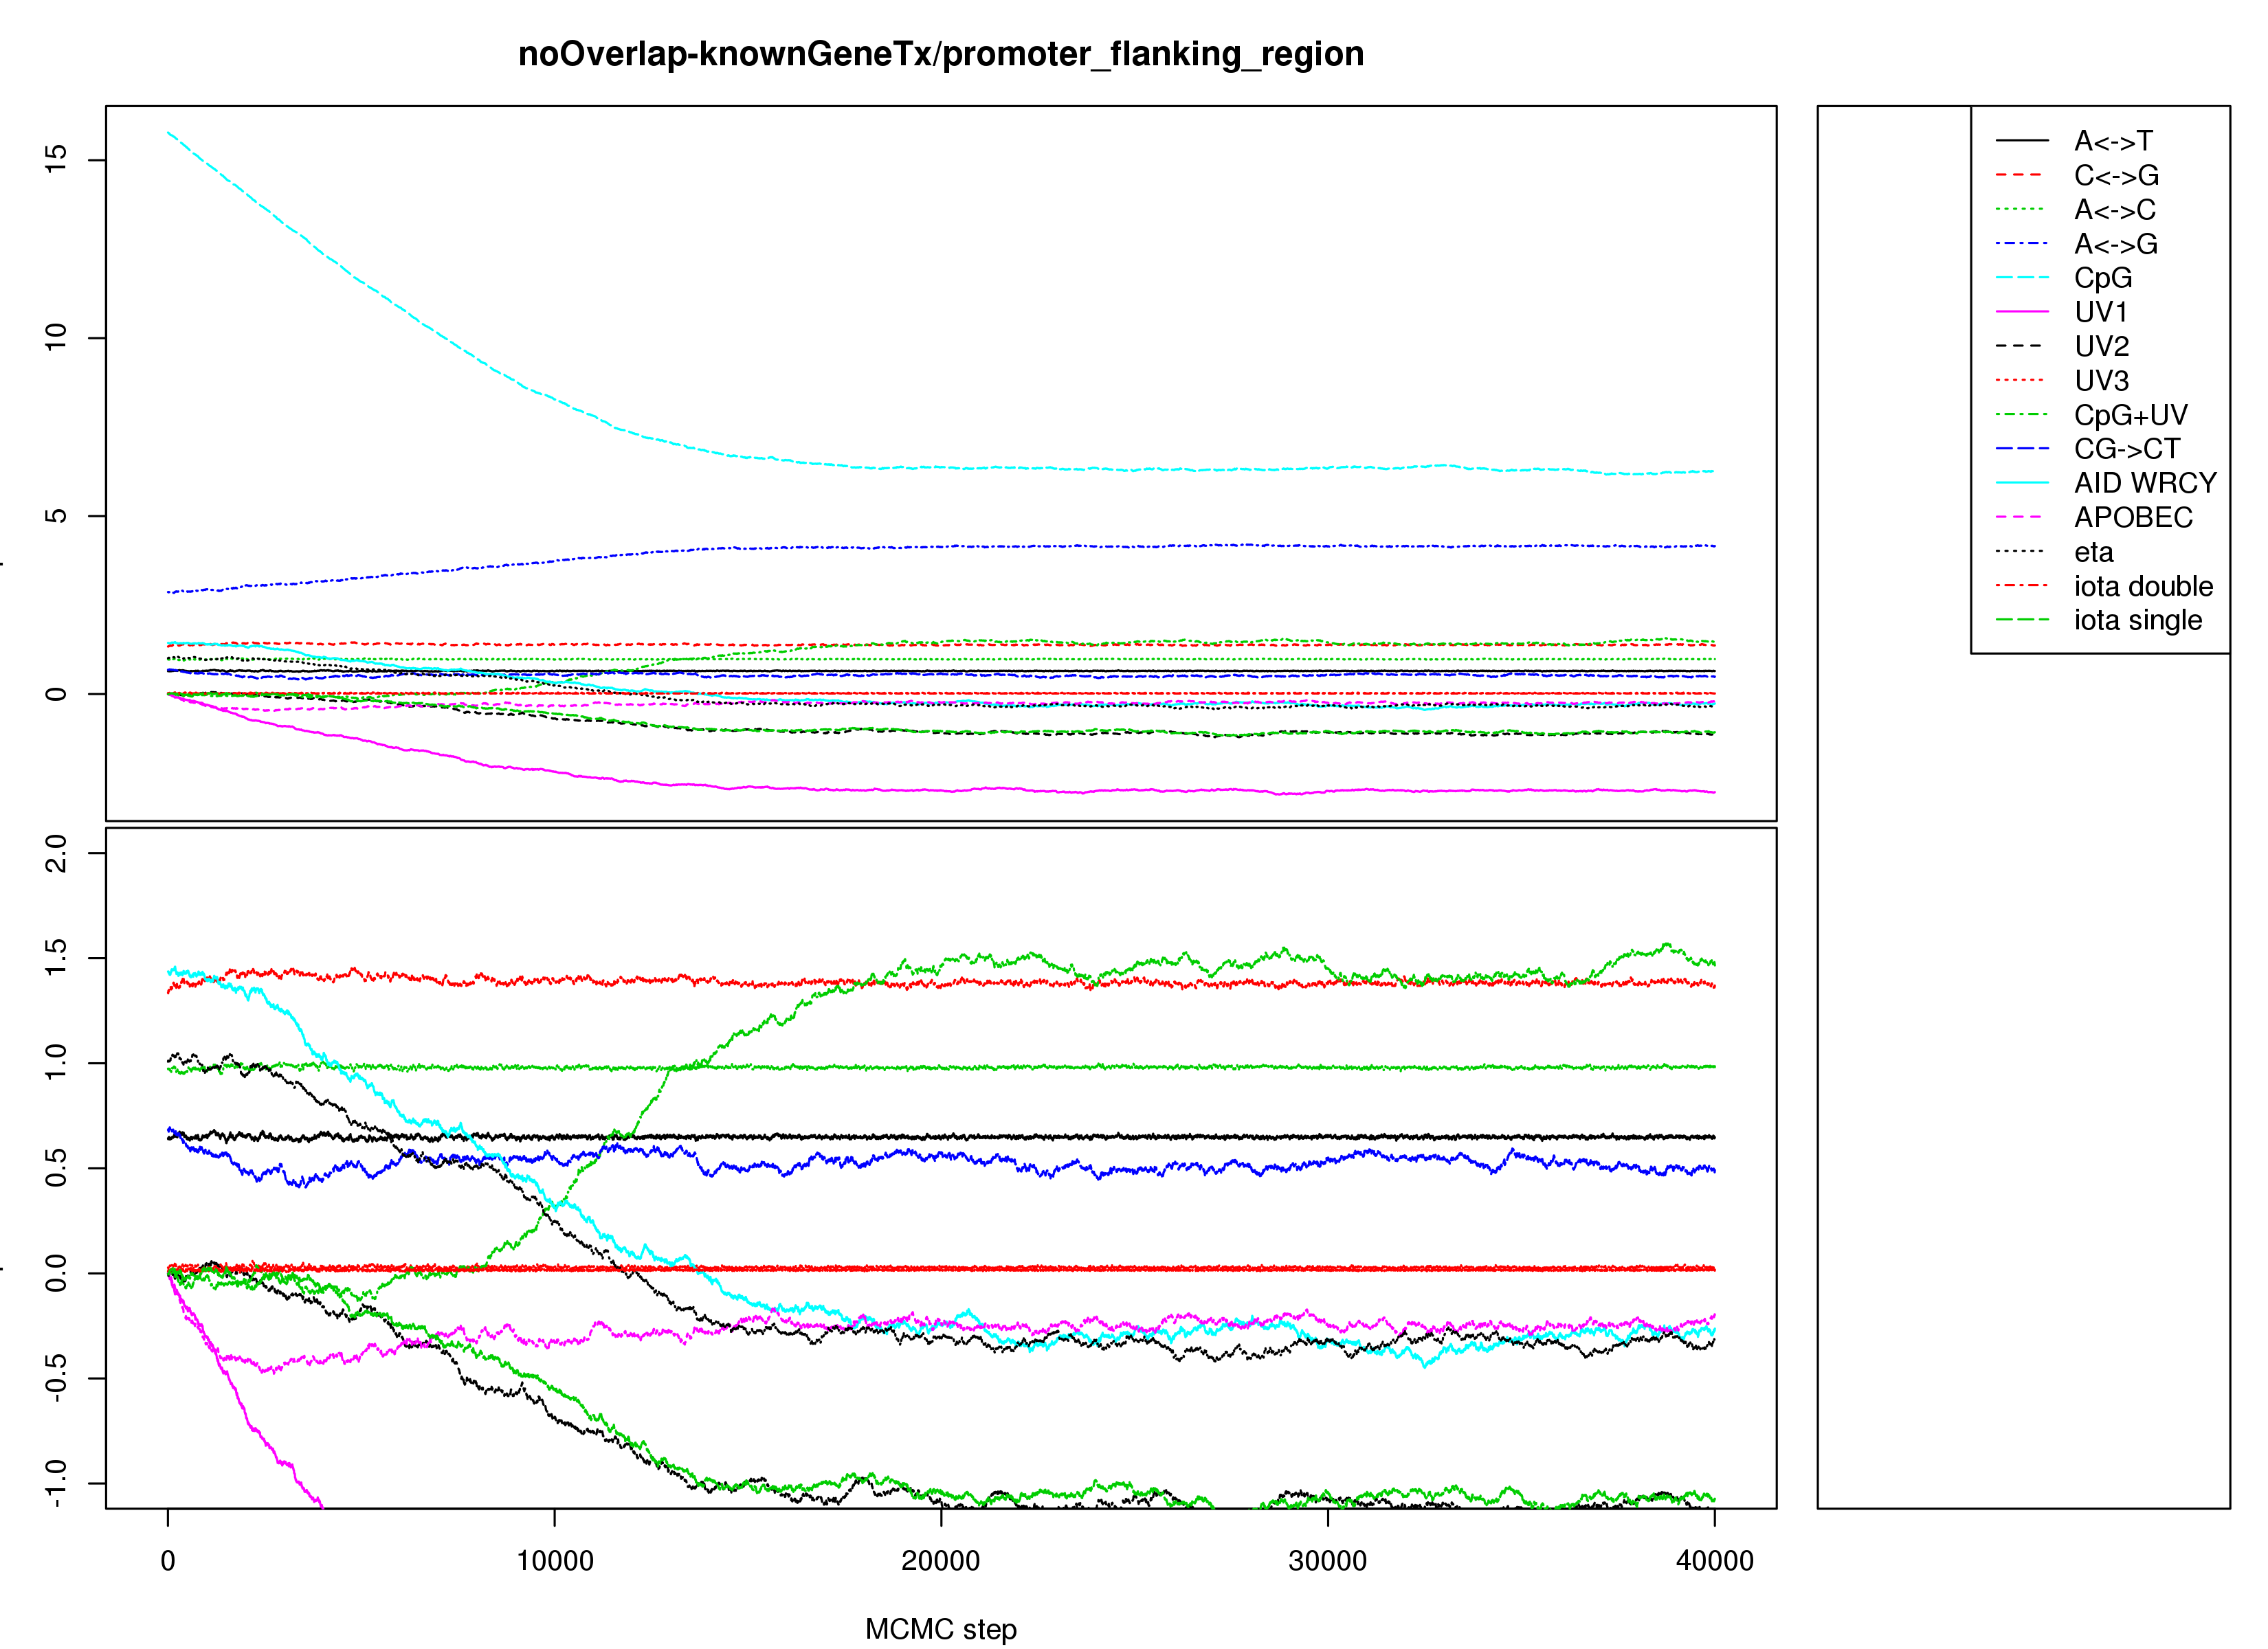 noOverlap-knownGeneTx/promoter_flanking_region
15
10
5
0
2.0
1.5
1.0
0.5
0.0
-0.5
-1.0
0 10000 20000 30000 40000
MCMC step
A<->T
C<->G
A<->C
A<->G
CpG
UV1
UV2
UV3
CpG+UV
CG->CT
AID WRCY
APOBEC
eta
iota double
iota single